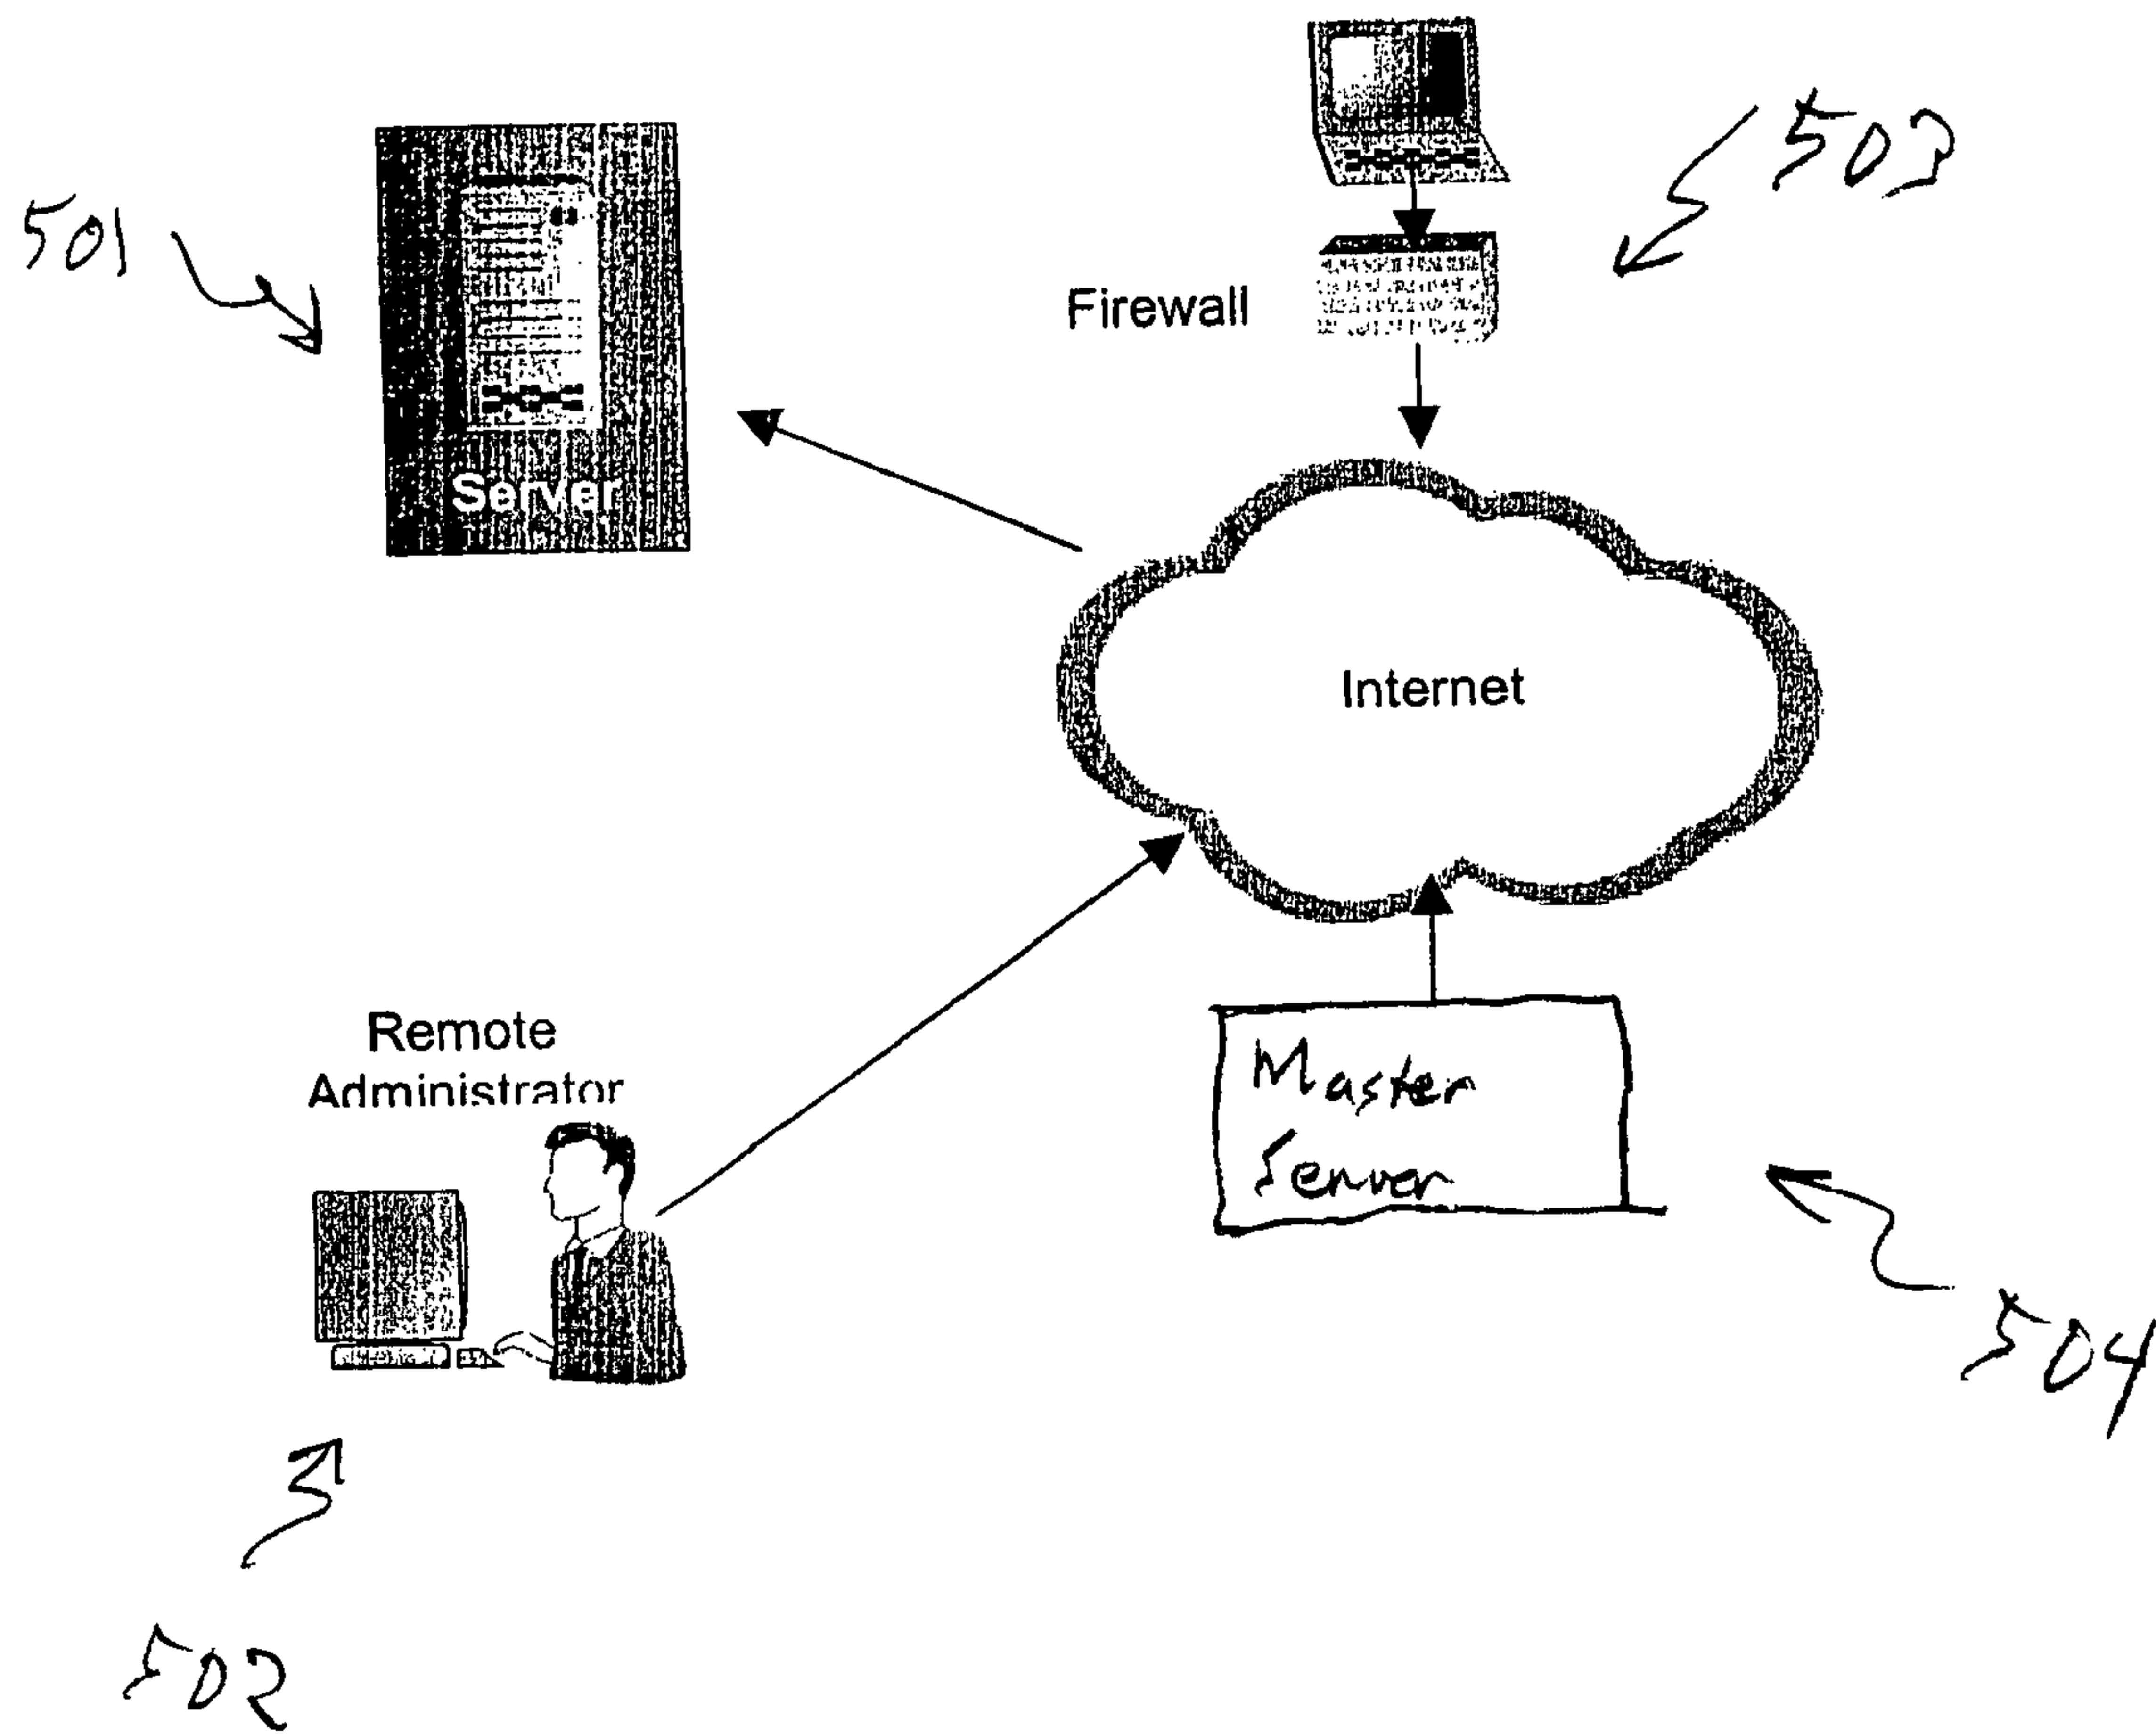 503
501
Firewall
Server
Internet
Remote
Administrator
Master
Server
504
502